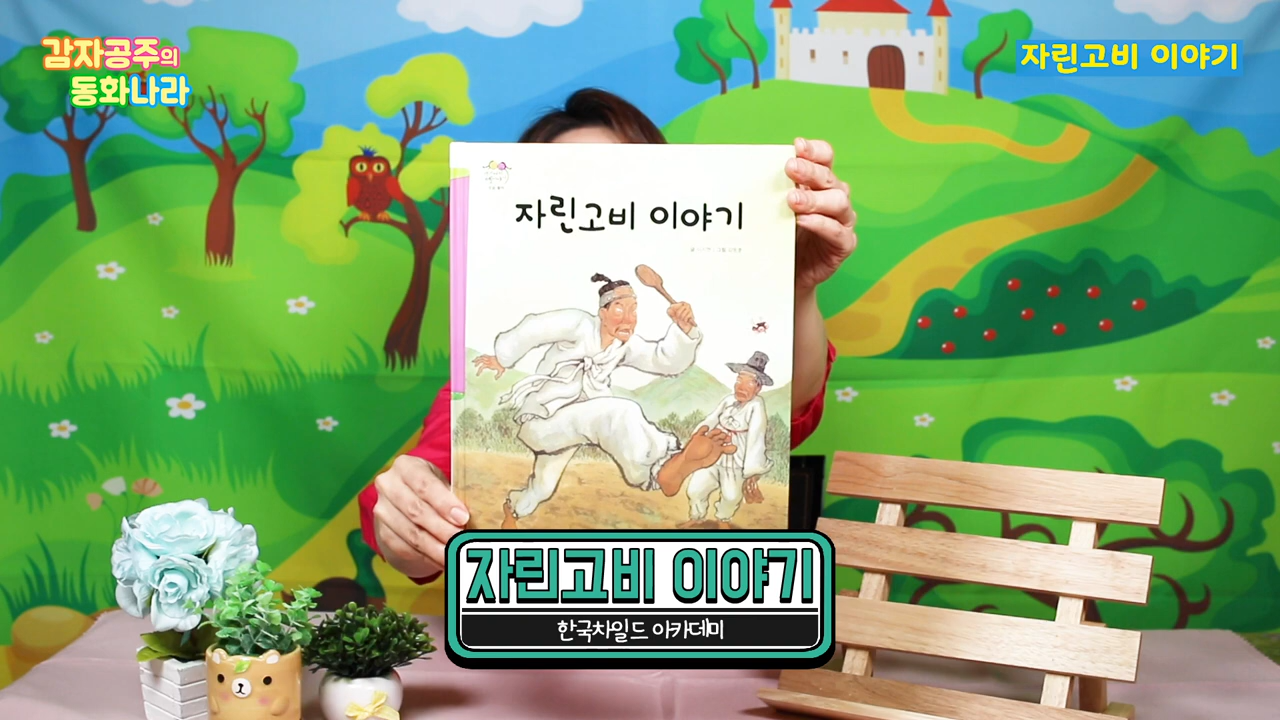 감자공주의
동화나라
자린고비 이야기
자린고비 이야기
자린고비 이야기
한국차일드 아카데미